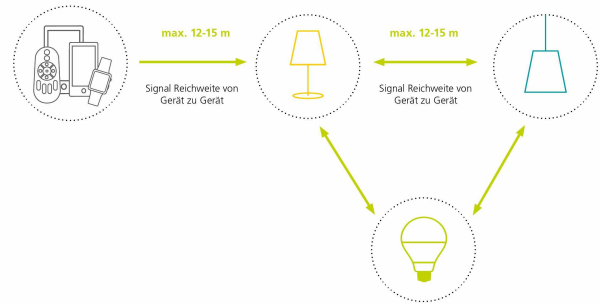 max. 12-15 m
Signal Reichweite von
Gerät zu Gerät
max. 12-15 m
Signal Reichweite von
Gerät zu Gerät